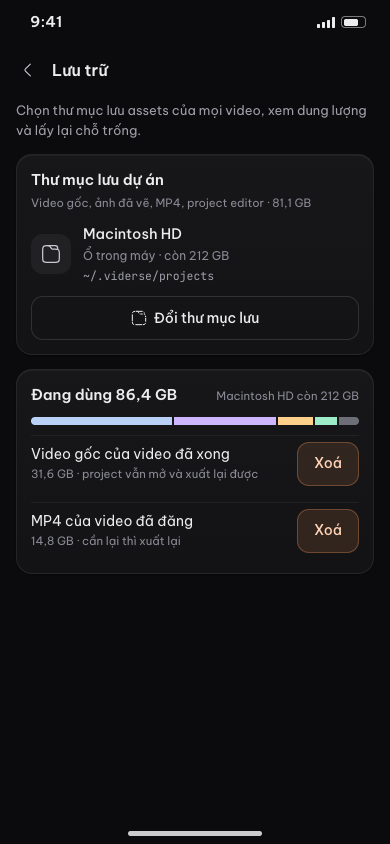 9:41
Lưu trữ
Chọn thư mục lưu assets của mọi video, xem dung lượng
và lấy lại chỗ trống.
Thư mục lưu dự án
Video gốc, ảnh đã vẽ, MP4, project editor · 81,1 GB
Macintosh HD
Ổ trong máy · còn 212 GB
~/.viderse/projects
Đổi thư mục lưu
Đang dùng 86,4 GB
Macintosh HD còn 212 GB
Video gốc của video đã xong
31,6 GB · project vẫn mở và xuất lại được
Xoá
MP4 của video đã đăng
14,8 GB · cần lại thì xuất lại
Xoá